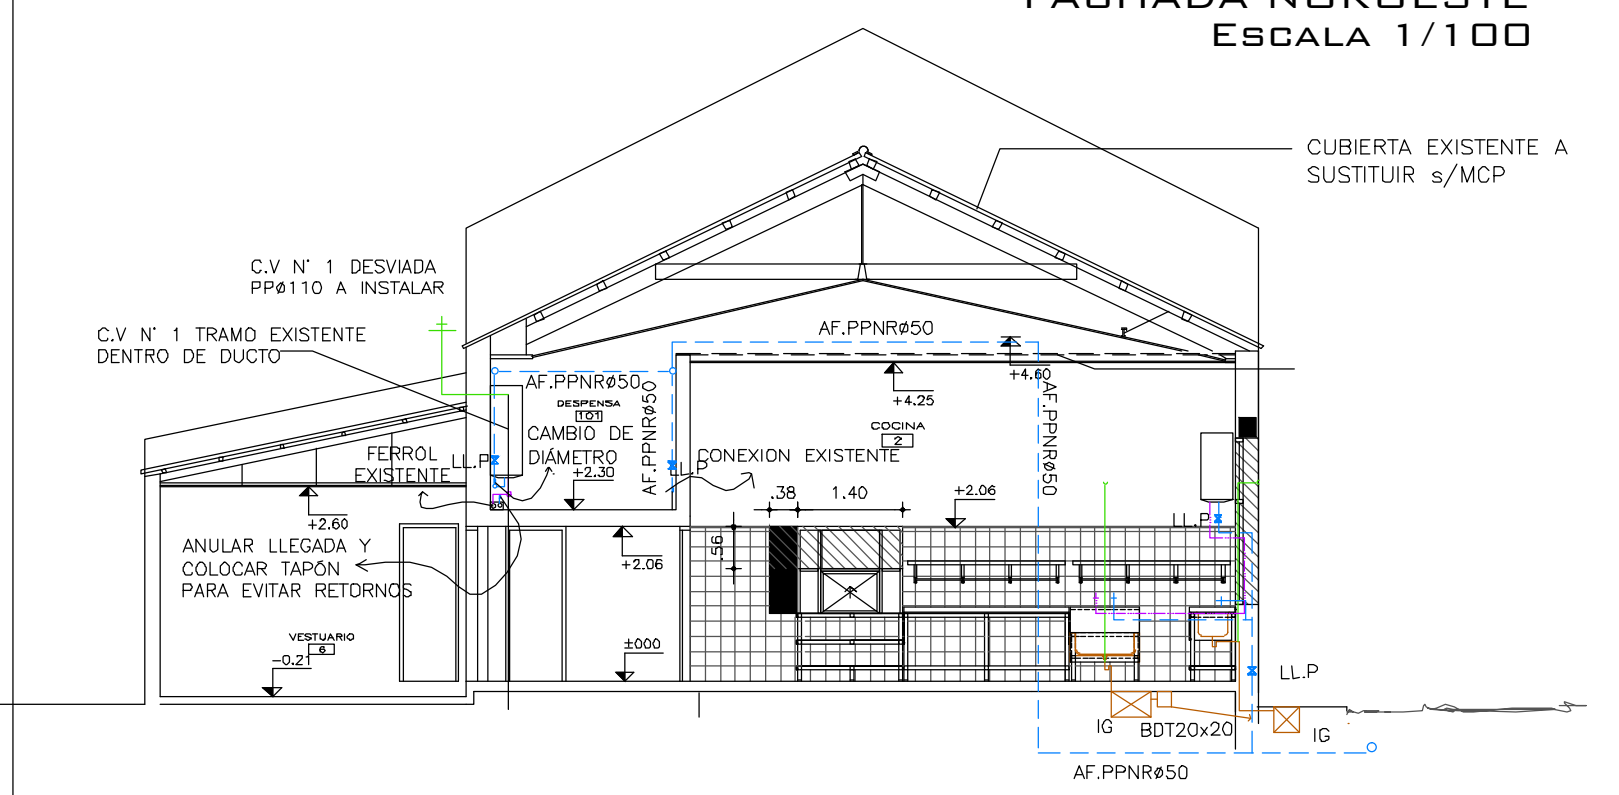 FACHADA NOROESTE
ESCALA 1/100
CUBIERTA EXISTENTE A
SUSTITUIR s/MCP
C.V N° 1 DESVIADA
PPø110 A INSTALAR
C.V N° 1 TRAMO EXISTENTE
DENTRO DE DUCTO
AF.PPNRø50
+4.60
AF.PPNRø50
DESPENSA
101
+4.25
COCINA
2
AF.PPNRø50
AF.PPNRø50
CAMBIO DE
DIÁMETRO
FERROL
EXISTENTE
LL.P
LL.P
CONEXION EXISTENTE
+2.30
.38
1.40
+2.06
+2.60
LL.P
ANULAR LLEGADA Y
COLOCAR TAPÓN
PARA EVITAR RETORNOS
+2.06
.56
VESTUARIO
6
-0.21
±000
LL.P
IG
BDT20x20
IG
AF.PPNRø50